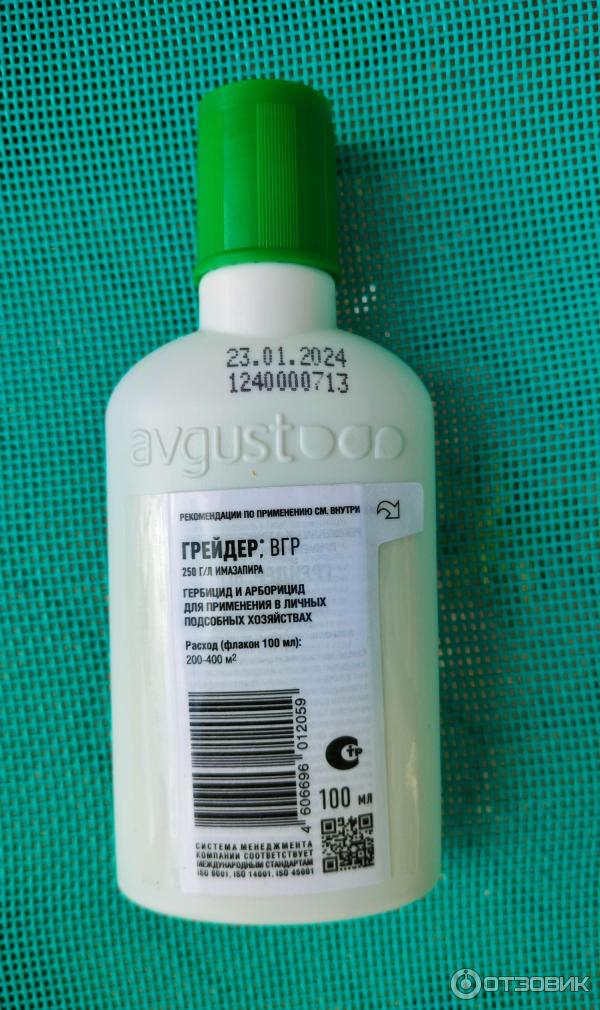 23.01.2024
1240000713
avgust
РЕКОМЕНДАЦИИ ПО ПРИМЕНЕНИЮ СМ. ВНУТРИ
ГРЕЙДЕР®, ВГР
250 Г/Л ИМАЗАПИРА
ГЕРБИЦИД И АРБОРИЦИД
ДЛЯ ПРИМЕНЕНИЯ В ЛИЧНЫХ
ПОДСОБНЫХ ХОЗЯЙСТВАХ
Расход (флакон 100 мл):
200-400 м²
4 606696 012059
СТР
100 мл
СИСТЕМА МЕНЕДЖМЕНТА
КОМПАНИИ СООТВЕТСТВУЕТ
МЕЖДУНАРОДНЫМ СТАНДАРТАМ
ISO 9001, ISO 14001, ISO 45001
ОТЗОВИК